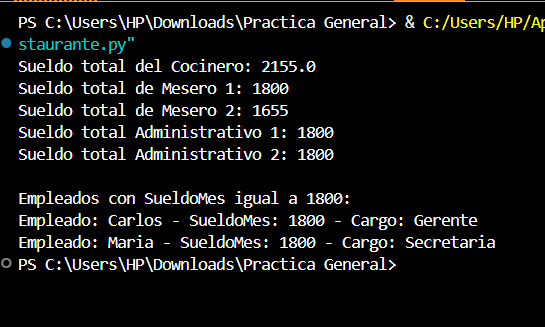 PS C:\Users\HP\Downloads\Practica General> & C:/Users/HP/Ap
staurante.py"
Sueldo total del Cocinero: 2155.0
Sueldo total de Mesero 1: 1800
Sueldo total de Mesero 2: 1655
Sueldo total Administrativo 1: 1800
Sueldo total Administrativo 2: 1800
Empleados con SueldoMes igual a 1800:
Empleado: Carlos - SueldoMes: 1800 - Cargo: Gerente
Empleado: Maria - SueldoMes: 1800 - Cargo: Secretaria
PS C:\Users\HP\Downloads\Practica General>